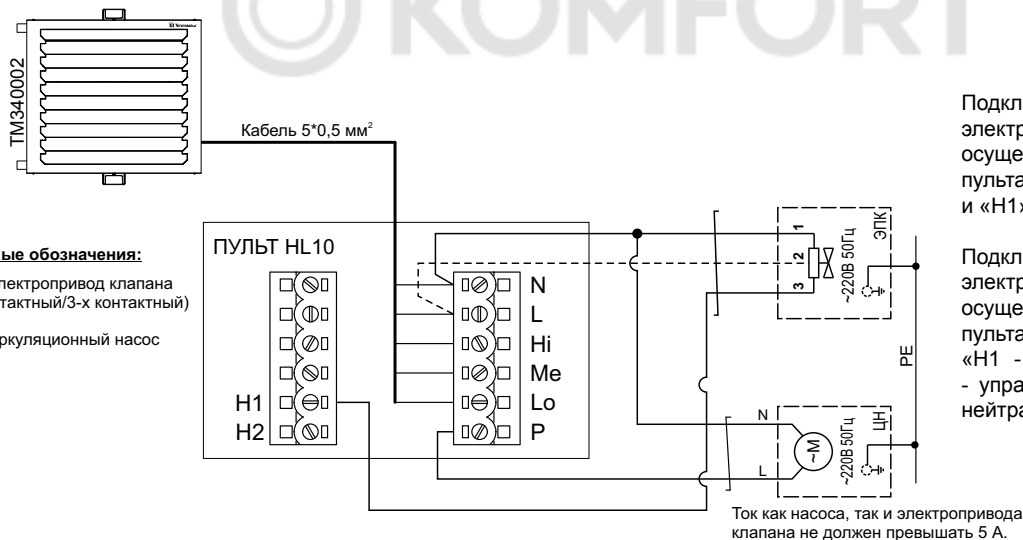 KOMFORT
TM340002
Кабель 5*0,5 мм²
ные обозначения:
лектропривод клапана
тактный/3-х контактный)
ркуляционный насос
ПУЛЬТ HL10
H1
H2
N
L
Hi
Me
Lo
P
1
2
3
~220В 50Гц
ЭПК
PE
N
L
~M
~220В 50Гц
ЦН
Ток как насоса, так и электропривода
клапана не должен превышать 5 А.
Подкл
электр
осуще
пульта
и «H1»
Подкл
электр
осуще
пульта
«H1 -
- упра
нейтра